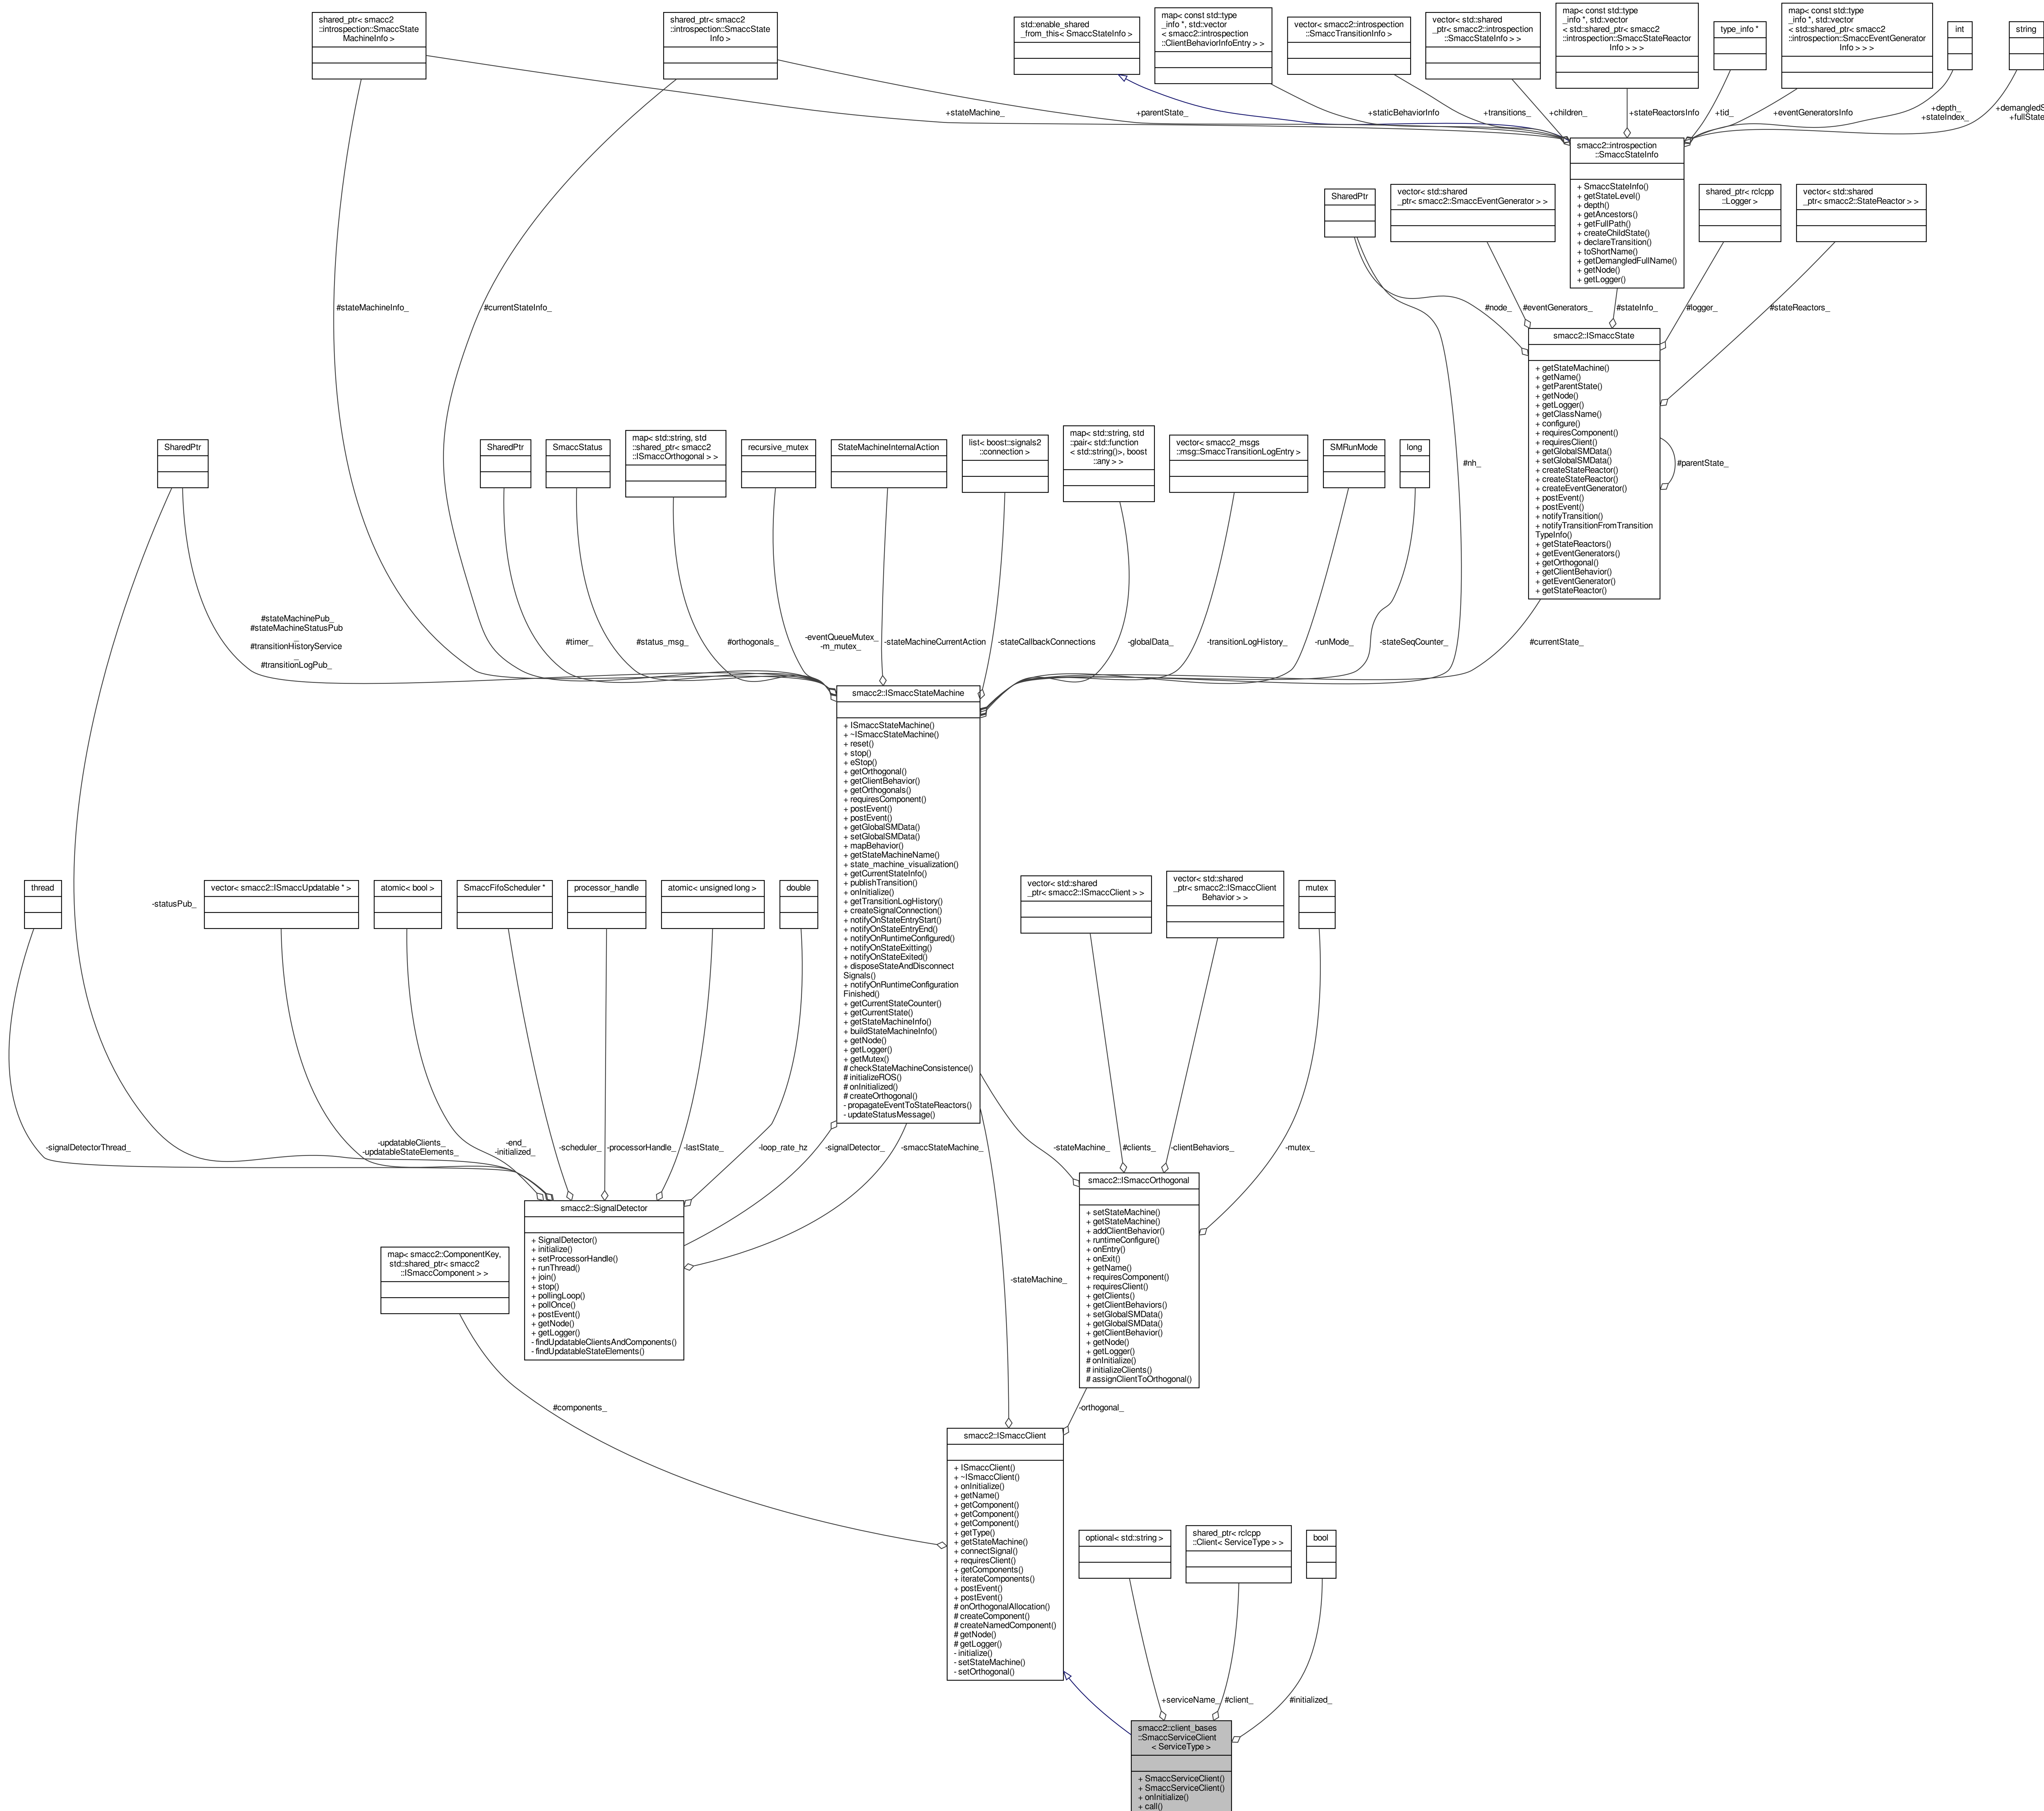 shared_ptr< smacc2
::introspection::SmaccState
MachineInfo >
shared_ptr< smacc2
::introspection::SmaccState
Info >
std::enable_shared
_from_this< SmaccStateInfo >
map< const std::type
_info *, std::vector
< smacc2::introspection
::ClientBehaviorInfoEntry > >
vector< smacc2::introspection
::SmaccTransitionInfo >
vector< std::shared
_ptr< smacc2::introspection
::SmaccStateInfo > >
map< const std::type
_info *, std::vector
< std::shared_ptr< smacc2
::introspection::SmaccStateReactor
Info > > >
type_info *
map< const std::type
_info *, std::vector
< std::shared_ptr< smacc2
::introspection::SmaccEventGenerator
Info > > >
int
string
+stateMachine_
+parentState_
+staticBehaviorInfo
+transitions_
+children_
+stateReactorsInfo
+tid_
+eventGeneratorsInfo
+depth_
+stateIndex_
+demangledS
+fullState
smacc2::introspection
::SmaccStateInfo
+ SmaccStateInfo()
+ getStateLevel()
+ depth()
+ getAncestors()
+ getFullPath()
+ createChildState()
+ declareTransition()
+ toShortName()
+ getDemangledFullName()
+ getNode()
+ getLogger()
SharedPtr
vector< std::shared
_ptr< smacc2::SmaccEventGenerator > >
shared_ptr< rclcpp
::Logger >
vector< std::shared
_ptr< smacc2::StateReactor > >
#stateMachineInfo_
#currentStateInfo_
#node_
#eventGenerators_
#stateInfo_
#logger_
#stateReactors_
smacc2::ISmaccState
+ getStateMachine()
+ getName()
+ getParentState()
+ getNode()
+ getLogger()
+ getClassName()
+ configure()
+ requiresComponent()
+ requiresClient()
+ getGlobalSMData()
+ setGlobalSMData()
+ createStateReactor()
+ createStateReactor()
+ createEventGenerator()
+ postEvent()
+ postEvent()
+ notifyTransition()
+ notifyTransitionFromTransition
TypeInfo()
+ getStateReactors()
+ getEventGenerators()
+ getOrthogonal()
+ getClientBehavior()
+ getEventGenerator()
+ getStateReactor()
#parentState_
#nh_
SharedPtr
SharedPtr
SmaccStatus
map< std::string, std
::shared_ptr< smacc2
::ISmaccOrthogonal > >
recursive_mutex
StateMachineInternalAction
list< boost::signals2
::connection >
map< std::string, std
::pair< std::function
< std::string()>, boost
::any > >
vector< smacc2_msgs
::msg::SmaccTransitionLogEntry >
SMRunMode
long
#stateMachinePub_
#stateMachineStatusPub
_
#transitionHistoryService
_
#transitionLogPub_
#timer_
#status_msg_
#orthogonals_
-eventQueueMutex_
-m_mutex_
-stateMachineCurrentAction
-stateCallbackConnections
-globalData_
-transitionLogHistory_
-runMode_
-stateSeqCounter_
#currentState_
smacc2::ISmaccStateMachine
+ ISmaccStateMachine()
+ ~ISmaccStateMachine()
+ reset()
+ stop()
+ eStop()
+ getOrthogonal()
+ getClientBehavior()
+ getOrthogonals()
+ requiresComponent()
+ postEvent()
+ postEvent()
+ getGlobalSMData()
+ setGlobalSMData()
+ mapBehavior()
+ getStateMachineName()
+ state_machine_visualization()
+ getCurrentStateInfo()
+ publishTransition()
+ onInitialize()
+ getTransitionLogHistory()
+ createSignalConnection()
+ notifyOnStateEntryStart()
+ notifyOnStateEntryEnd()
+ notifyOnRuntimeConfigured()
+ notifyOnStateExitting()
+ notifyOnStateExited()
+ disposeStateAndDisconnect
Signals()
+ notifyOnRuntimeConfiguration
Finished()
+ getCurrentStateCounter()
+ getCurrentState()
+ getStateMachineInfo()
+ buildStateMachineInfo()
+ getNode()
+ getLogger()
+ getMutex()
# checkStateMachineConsistence()
# initializeROS()
# onInitialized()
# createOrthogonal()
- propagateEventToStateReactors()
- updateStatusMessage()
thread
-statusPub_
vector< smacc2::ISmaccUpdatable * >
atomic< bool >
SmaccFifoScheduler *
processor_handle
atomic< unsigned long >
double
vector< std::shared
_ptr< smacc2::ISmaccClient > >
vector< std::shared
_ptr< smacc2::ISmaccClient
Behavior > >
mutex
-signalDetectorThread_
-updatableClients_
-updatableStateElements_
-end_
-initialized_
-scheduler_
-processorHandle_
-lastState_
-loop_rate_hz
-signalDetector_
-smaccStateMachine_
-stateMachine_
#clients_
-clientBehaviors_
-mutex_
smacc2::SignalDetector
+ SignalDetector()
+ initialize()
+ setProcessorHandle()
+ runThread()
+ join()
+ stop()
+ pollingLoop()
+ pollOnce()
+ postEvent()
+ getNode()
+ getLogger()
- findUpdatableClientsAndComponents()
- findUpdatableStateElements()
smacc2::ISmaccOrthogonal
+ setStateMachine()
+ getStateMachine()
+ addClientBehavior()
+ runtimeConfigure()
+ onEntry()
+ onExit()
+ getName()
+ requiresComponent()
+ requiresClient()
+ getClients()
+ getClientBehaviors()
+ setGlobalSMData()
+ getGlobalSMData()
+ getClientBehavior()
+ getNode()
+ getLogger()
# onInitialize()
# initializeClients()
# assignClientToOrthogonal()
map< smacc2::ComponentKey,
std::shared_ptr< smacc2
::ISmaccComponent > >
-stateMachine_
#components_
-orthogonal_
smacc2::ISmaccClient
+ ISmaccClient()
+ ~ISmaccClient()
+ onInitialize()
+ getName()
+ getComponent()
+ getComponent()
+ getComponent()
+ getType()
+ getStateMachine()
+ connectSignal()
+ requiresClient()
+ getComponents()
+ iterateComponents()
+ postEvent()
+ postEvent()
# onOrthogonalAllocation()
# createComponent()
# createNamedComponent()
# getNode()
# getLogger()
- initialize()
- setStateMachine()
- setOrthogonal()
optional< std::string >
shared_ptr< rclcpp
::Client< ServiceType > >
bool
+serviceName_
#client_
#initialized_
smacc2::client_bases
::SmaccServiceClient
< ServiceType >
+ SmaccServiceClient()
+ SmaccServiceClient()
+ onInitialize()
+ call()